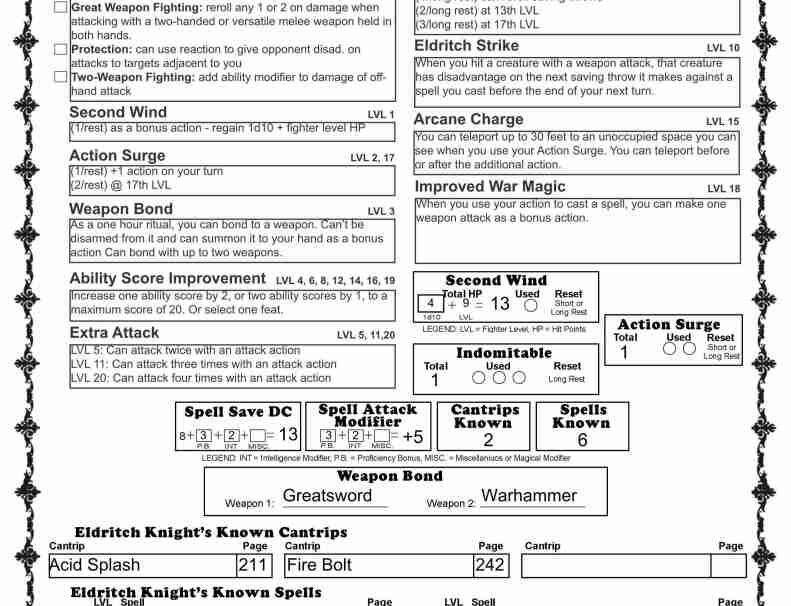 Great Weapon Fighting: reroll any 1 or 2 on damage when
attacking with a two-handed or versatile melee weapon held in
both hands.
Protection: can use reaction to give opponent disad. on
attacks to targets adjacent to you
Two-Weapon Fighting: add ability modifier to damage of off-
hand attack
Second Wind LVL 1
(1/rest) as a bonus action - regain 1d10 + fighter level HP
Action Surge LVL 2, 17
(1/rest) +1 action on your turn
(2/rest) @ 17th LVL
Weapon Bond LVL 3
As a one hour ritual, you can bond to a weapon. Can't be
disarmed from it and can summon it to your hand as a bonus
action Can bond with up to two weapons.
Ability Score Improvement LVL 4, 6, 8, 12, 14, 16, 19
Increase one ability score by 2, or two ability scores by 1, to a
maximum score of 20. Or select one feat.
Extra Attack LVL 5, 11,20
LVL 5: Can attack twice with an attack action
LVL 11: Can attack three times with an attack action
LVL 20: Can attack four times with an attack action
(2/long rest) at 13th LVL
(3/long rest) at 17th LVL
Eldritch Strike LVL 10
When you hit a creature with a weapon attack, that creature
has disadvantage on the next saving throw it makes against a
spell you cast before the end of your next turn.
Arcane Charge LVL 15
You can teleport up to 30 feet to an unoccupied space you can
see when you use your Action Surge. You can teleport before
or after the additional action.
Improved War Magic LVL 18
When you use your action to cast a spell, you can make one
weapon attack as a bonus action.
Second Wind
Total HP Used Reset
4 + 9 = 13 Short or
Long Rest
1d10 LVL
LEGEND: LVL = Fighter Level, HP = Hit Points
Indomitable
Total Used Reset
1 Long Rest
Action Surge
Total Used Reset
1 Short or
Long Rest
Spell Save DC
8+ 3 + 2 + = 13
P.B. INT MISC.
Spell Attack
Modifier
3 + 2 + = +5
P.B. INT MISC.
Cantrips
Known
2
Spells
Known
6
LEGEND: INT = Intelligence Modifier, P.B. = Proficiency Bonus, MISC. = Miscellaniuos or Magical Modifier
Weapon Bond
Weapon 1: Greatsword Weapon 2: Warhammer
Eldritch Knight's Known Cantrips
Cantrip Page Cantrip Page Cantrip Page
Acid Splash 211 Fire Bolt 242
Eldritch Knight's Known Spells
LVL Spell Page LVL Spell Page